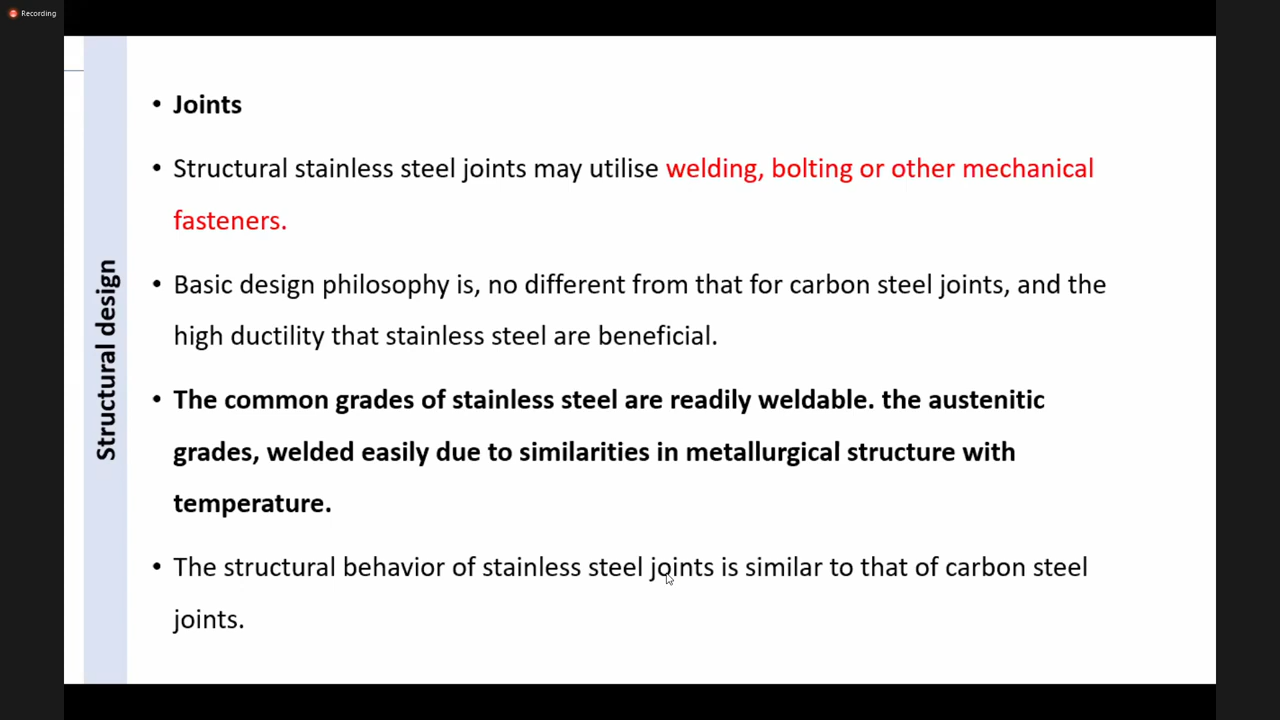 Recording
Structural design
• Joints
• Structural stainless steel joints may utilise welding, bolting or other mechanical
fasteners.
• Basic design philosophy is, no different from that for carbon steel joints, and the
high ductility that stainless steel are beneficial.
• The common grades of stainless steel are readily weldable. the austenitic
grades, welded easily due to similarities in metallurgical structure with
temperature.
• The structural behavior of stainless steel joints is similar to that of carbon steel
joints.